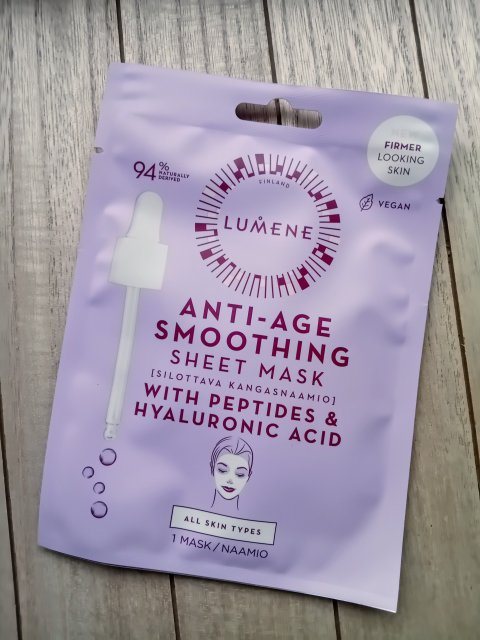 NEW
FIRMER
LOOKING
SKIN
94%
NATURALLY
DERIVED
FINLAND
LUMENE
VEGAN
ANTI-AGE
SMOOTHING
SHEET MASK
[SILOTTAVA KANGASNAAMIO]
WITH PEPTIDES &
HYALURONIC ACID
ALL SKIN TYPES
1 MASK/NAAMIO